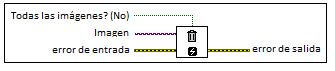 Todas las imágenes? (No)
Imagen
error de entrada
error de salida